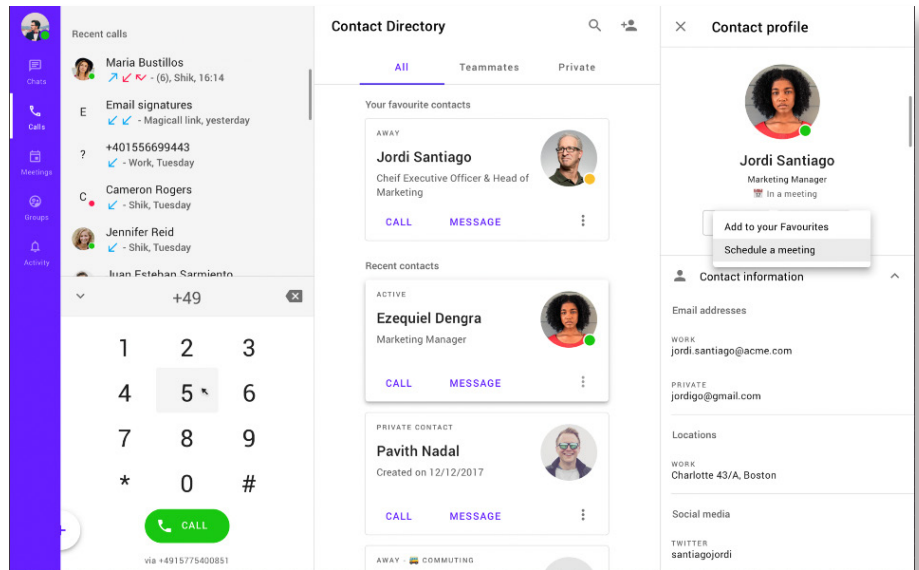 Chats
Calls
Meetings
Groups
Activity
Recent calls
Maria Bustillos
- (6), Shik, 16:14
E
Email signatures
- Magicall link, yesterday
?
+401556699443
- Work, Tuesday
C
Cameron Rogers
- Shik, Tuesday
Jennifer Reid
- Shik, Tuesday
Juan Esteban Sarmiento
+49
1 2 3
4 5 6
7 8 9
* 0 #
CALL
via +4915775400851
Contact Directory
All Teammates Private
Your favourite contacts
AWAY
Jordi Santiago
Cheif Executive Officer & Head of
Marketing
CALL MESSAGE
Recent contacts
ACTIVE
Ezequiel Dengra
Marketing Manager
CALL MESSAGE
PRIVATE CONTACT
Pavith Nadal
Created on 12/12/2017
CALL MESSAGE
AWAY - COMMUTING
Contact profile
Jordi Santiago
Marketing Manager
In a meeting
Add to your Favourites
Schedule a meeting
Contact information
Email addresses
WORK
jordi.santiago@acme.com
PRIVATE
jordigo@gmail.com
Locations
WORK
Charlotte 43/A, Boston
Social media
TWITTER
santiagojordi